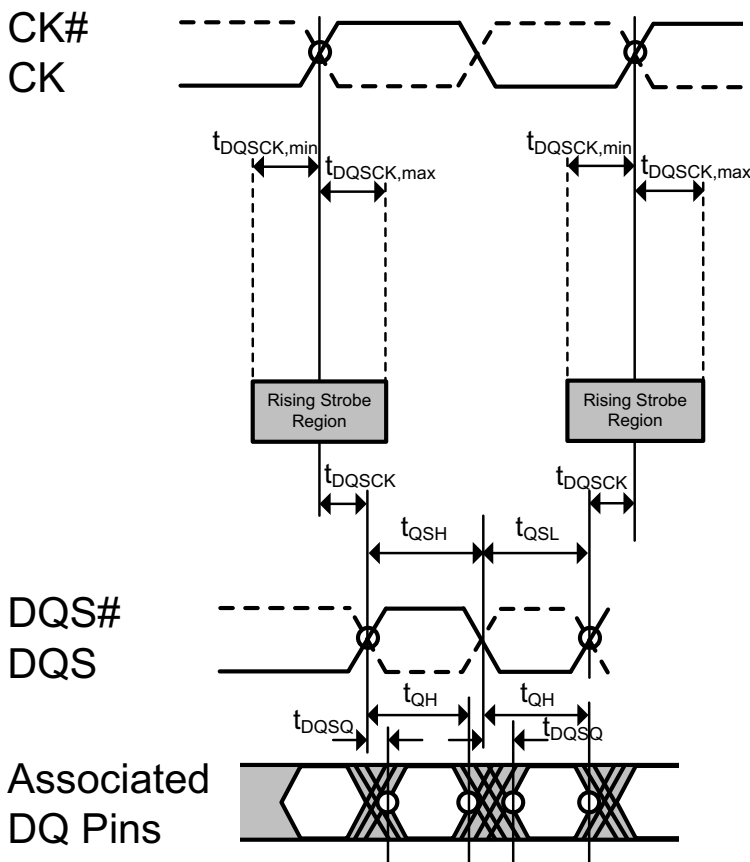 CK#
CK
tDQSCK,min
tDQSCK,max
tDQSCK,min
tDQSCK,max
Rising Strobe
Region
Rising Strobe
Region
tDQSCK
tDQSCK
tQSH
tQSL
DQS#
DQS
tQH
tQH
tDQSQ
tDQSQ
Associated
DQ Pins